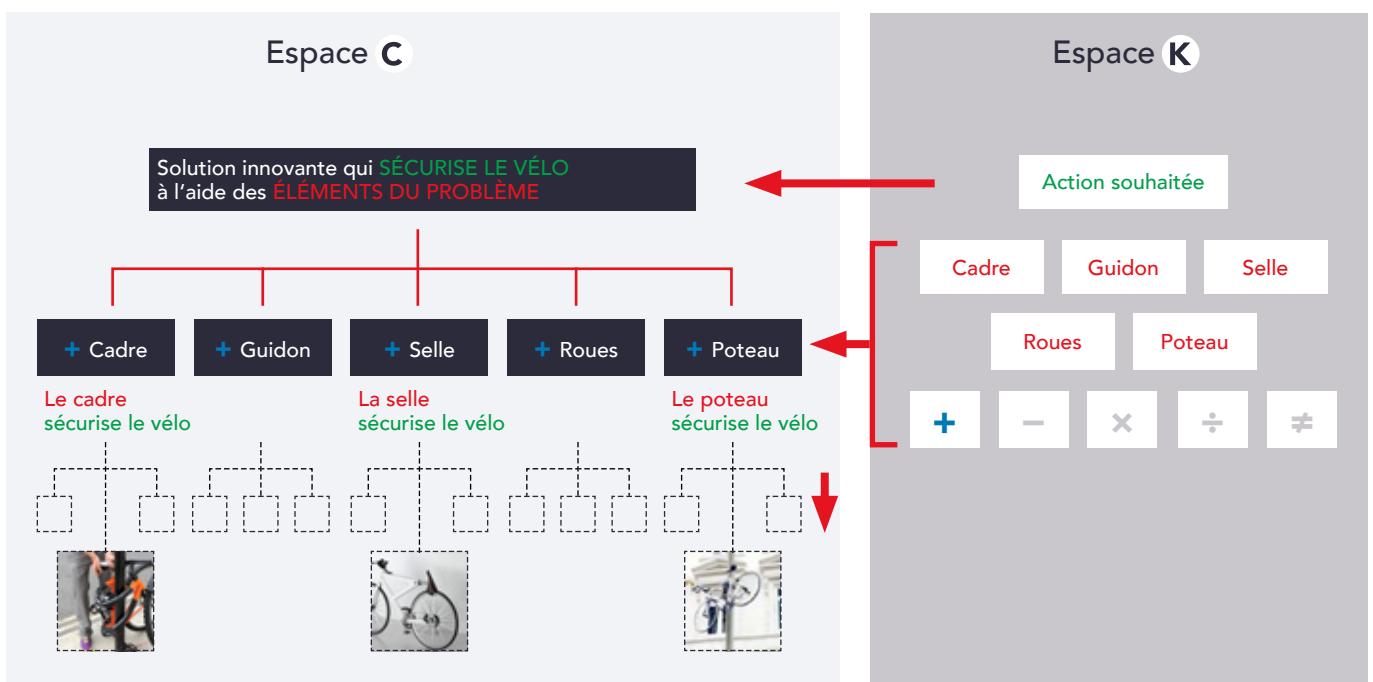 Espace C
Solution innovante qui SÉCURISE LE VÉLO
à l'aide des ÉLÉMENTS DU PROBLÈME
+ Cadre
+ Guidon
+ Selle
+ Roues
+ Poteau
Le cadre
sécurise le vélo
La selle
sécurise le vélo
Le poteau
sécurise le vélo
Espace K
Action souhaitée
Cadre
Guidon
Selle
Roues
Poteau
+ − × ÷ ≠